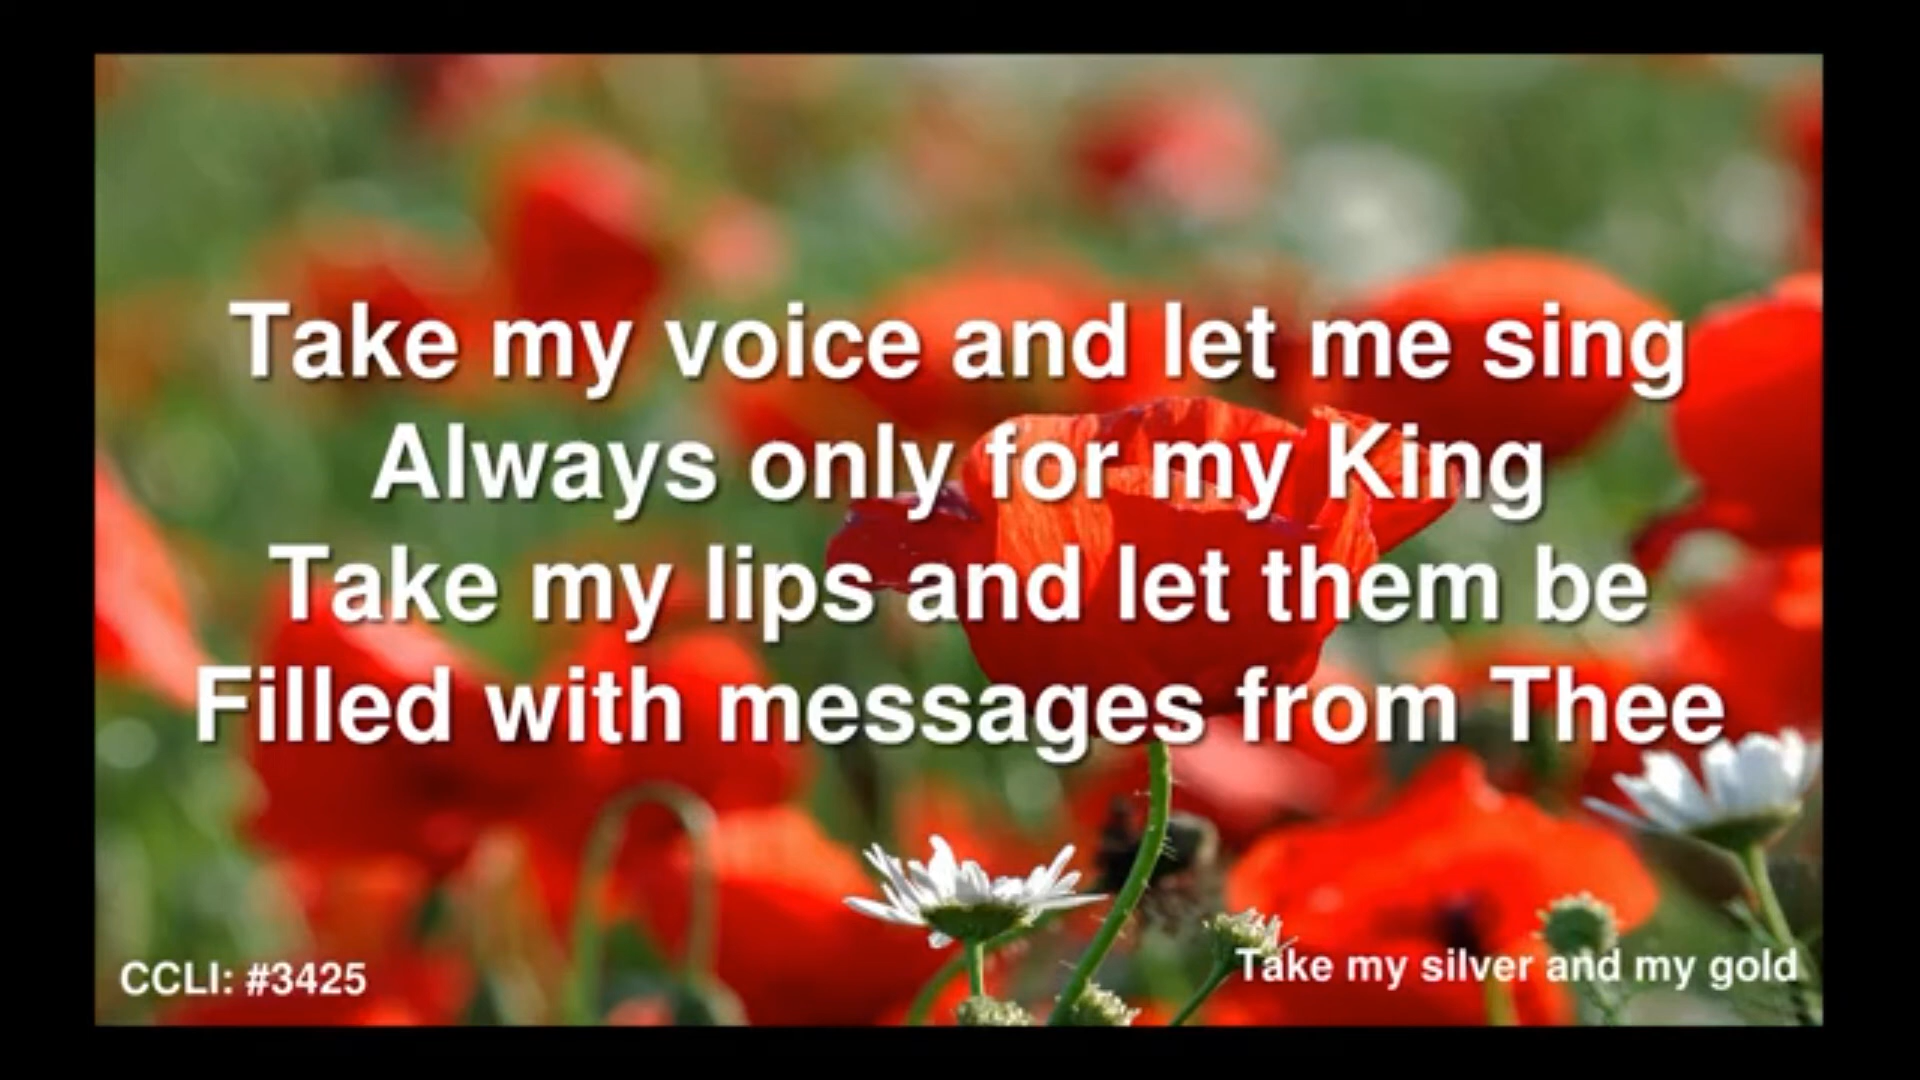 Take my voice and let me sing
Always only for my King
Take my lips and let them be
Filled with messages from Thee
CCLI: #3425
Take my silver and my gold